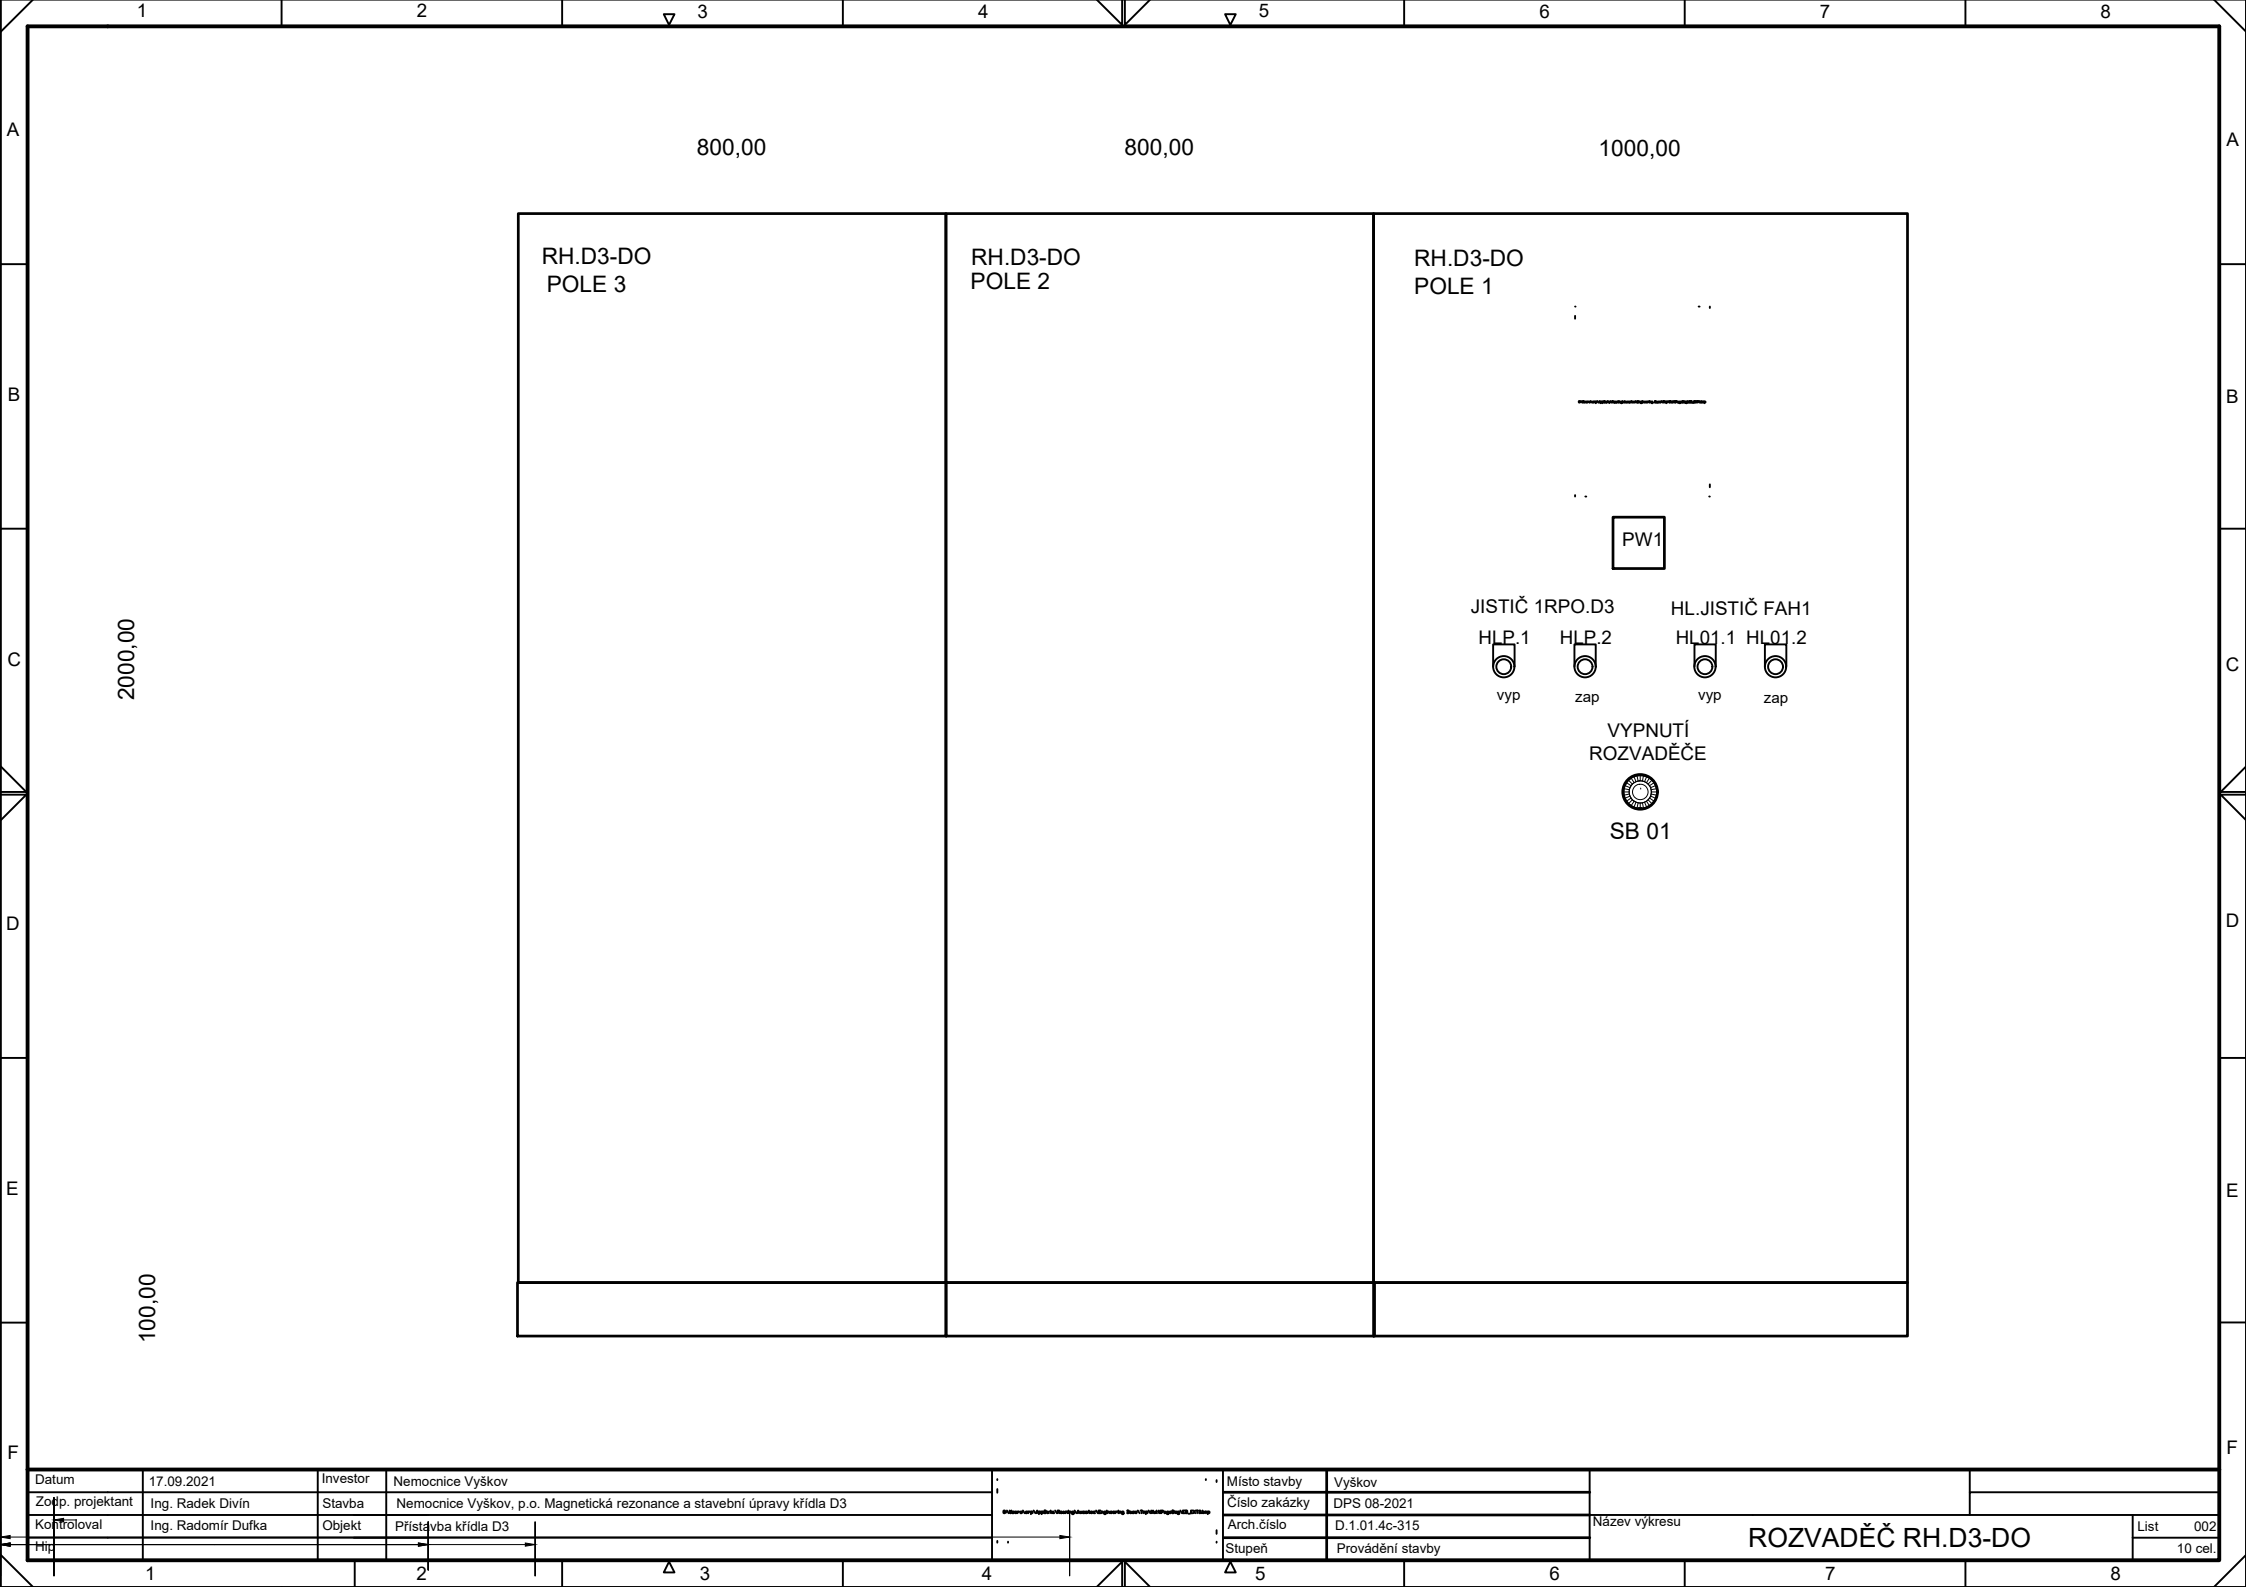 1 2 3 4 5 6 7 8
A A
800,00 800,00 1000,00
RH.D3-DO
POLE 3
RH.D3-DO
POLE 2
RH.D3-DO
POLE 1
B B
PW1
JISTIČ 1RPO.D3 HL.JISTIČ FAH1
HLP.1 HLP.2 HL01.1 HL01.2
vyp zap vyp zap
2000,00
C C
VYPNUTÍ
ROZVADĚČE
SB 01
D D
E E
100,00
F F
Datum 17.09.2021 Investor Nemocnice Vyškov Místo stavby Vyškov
Zodp. projektant Ing. Radek Divín Stavba Nemocnice Vyškov, p.o. Magnetická rezonance a stavební úpravy křídla D3 Číslo zakázky DPS 08-2021
Kontroloval Ing. Radomír Dufka Objekt Přístavba křídla D3 Arch.číslo D.1.01.4c-315
Hip Stupeň Provádění stavby
Název výkresu ROZVADĚČ RH.D3-DO List 002
10 cel.
1 2 3 4 5 6 7 8